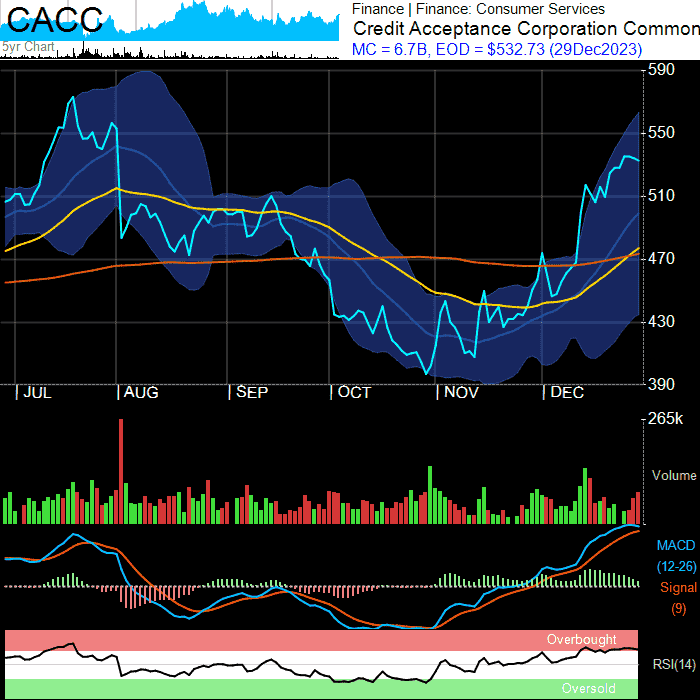 CACC
5yr Chart
Finance | Finance: Consumer Services
Credit Acceptance Corporation Common
MC = 6.7B, EOD = $532.73 (29Dec2023)
590
550
510
470
430
390
JUL
AUG
SEP
OCT
NOV
DEC
265k
Volume
MACD
(12-26)
Signal
(9)
Overbought
RSI(14)
Oversold